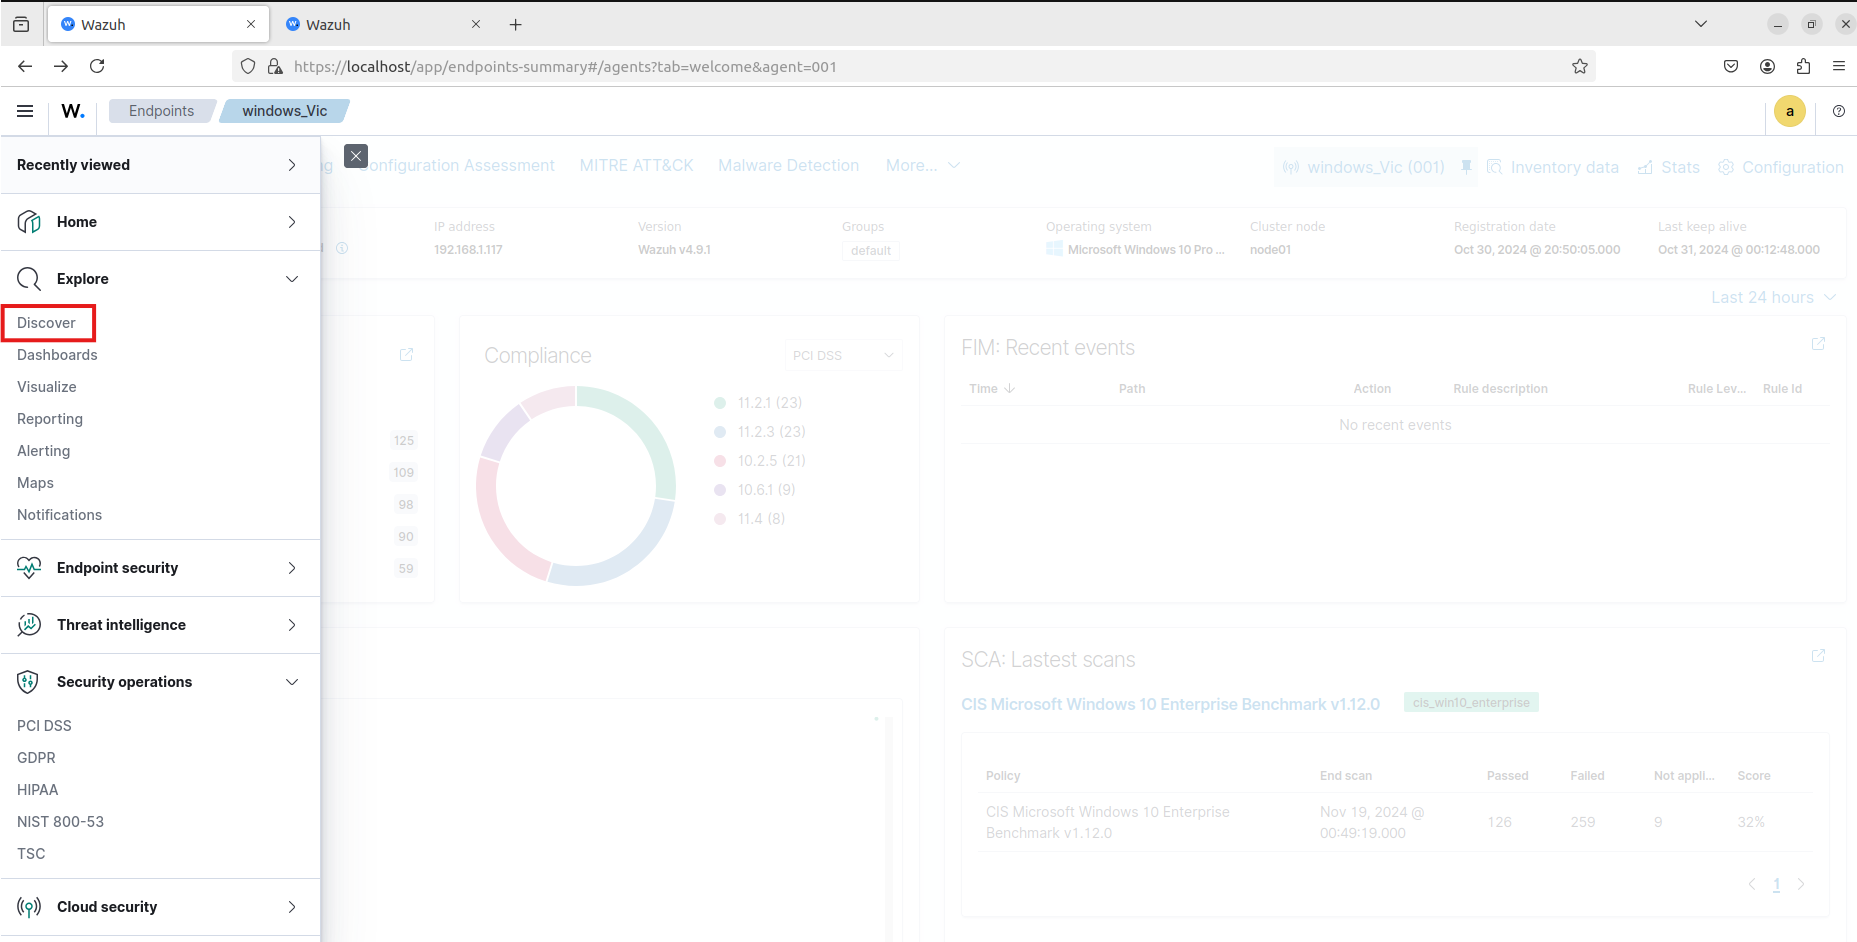 Wazuh
Wazuh
https://localhost/app/endpoints-summary#/agents?tab=welcome&agent=001
W. Endpoints windows_Vic a
Recently viewed
Home
Explore
Discover
Dashboards
Visualize
Reporting
Alerting
Maps
Notifications
Endpoint security
Threat intelligence
Security operations
PCI DSS
GDPR
HIPAA
NIST 800-53
TSC
Cloud security
Configuration Assessment MITRE ATT&CK Malware Detection More...
windows_Vic (001) Inventory data Stats Configuration
IP address Version Groups Operating system Cluster node Registration date Last keep alive
192.168.1.117 Wazuh v4.9.1 default Microsoft Windows 10 Pro ... node01 Oct 30, 2024 @ 20:50:05.000 Oct 31, 2024 @ 00:12:48.000
Last 24 hours
125
109
98
90
59
Compliance PCI DSS
11.2.1 (23)
11.2.3 (23)
10.2.5 (21)
10.6.1 (9)
11.4 (8)
FIM: Recent events
Time Path Action Rule description Rule Lev... Rule Id
No recent events
SCA: Lastest scans
CIS Microsoft Windows 10 Enterprise Benchmark v1.12.0 cis_win10_enterprise
Policy End scan Passed Failed Not appli... Score
CIS Microsoft Windows 10 Enterprise Nov 19, 2024 @
Benchmark v1.12.0 00:49:19.000 126 259 9 32%
1